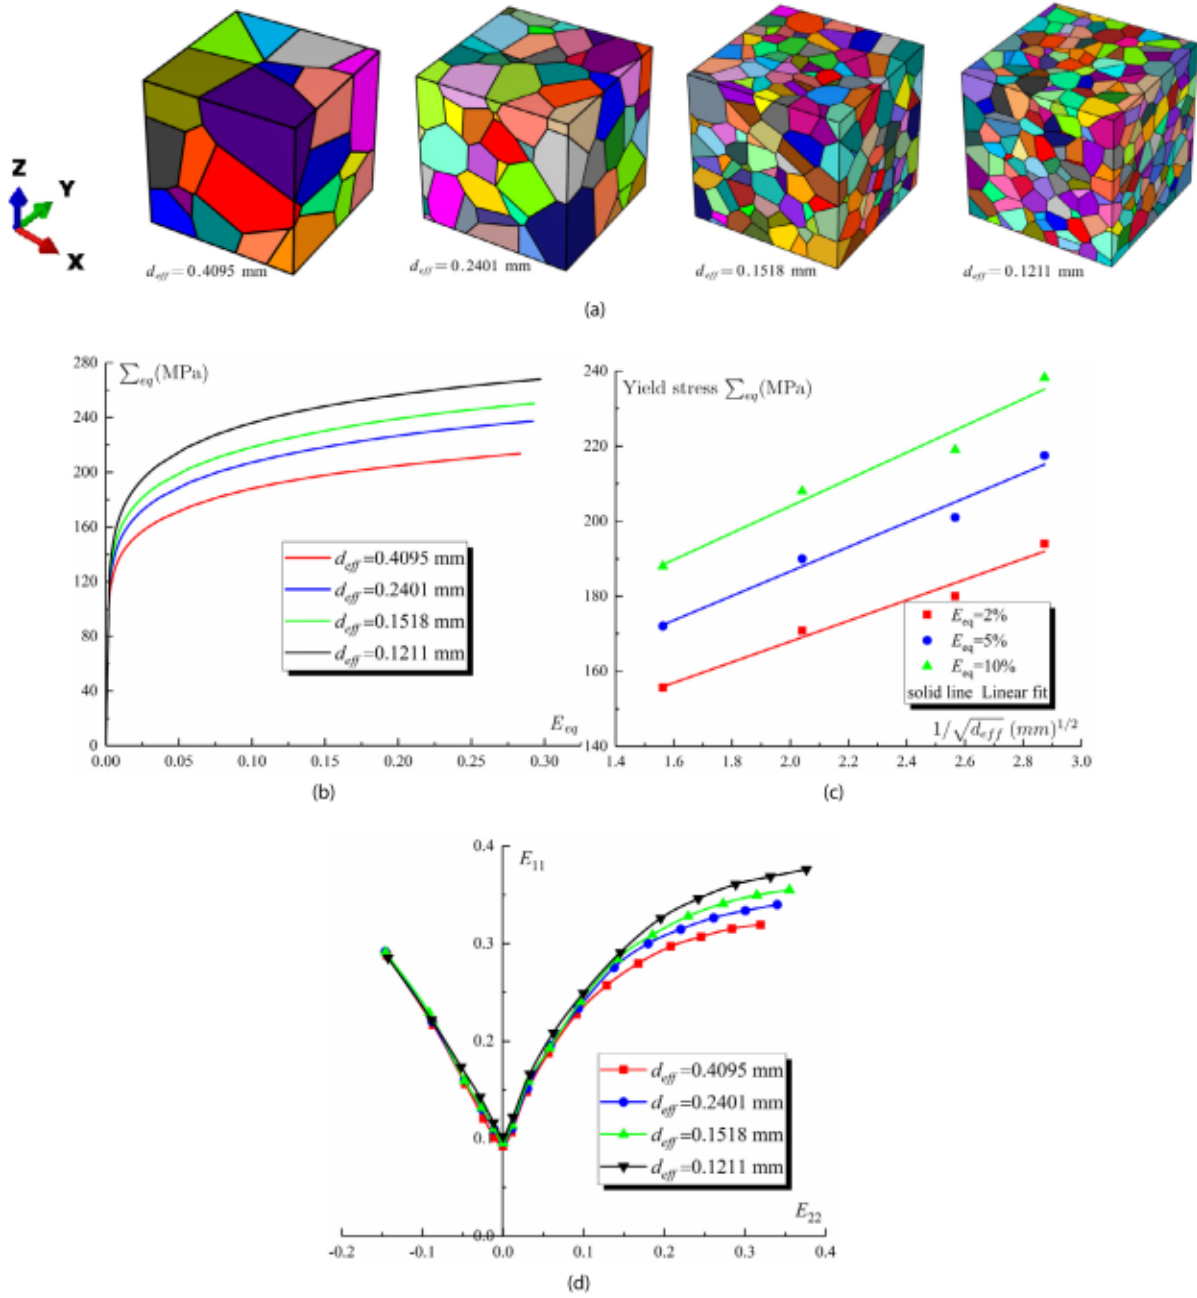 Z
Y
X
d_eff = 0.4095 mm
d_eff = 0.2401 mm
d_eff = 0.1518 mm
d_eff = 0.1211 mm
(a)
∑_eq(MPa)
280
240
200
160
120
80
40
0
d_eff=0.4095 mm
d_eff=0.2401 mm
d_eff=0.1518 mm
d_eff=0.1211 mm
E_eq
0.00 0.05 0.10 0.15 0.20 0.25 0.30
(b)
Yield stress ∑_eq(MPa)
240
220
200
180
160
140
E_eq=2%
E_eq=5%
E_eq=10%
solid line Linear fit
1/√d_eff (mm)^1/2
1.4 1.6 1.8 2.0 2.2 2.4 2.6 2.8 3.0
(c)
E_11
0.4
0.3
0.2
0.1
0.0
d_eff=0.4095 mm
d_eff=0.2401 mm
d_eff=0.1518 mm
d_eff=0.1211 mm
E_22
-0.2 -0.1 0.0 0.1 0.2 0.3 0.4
(d)